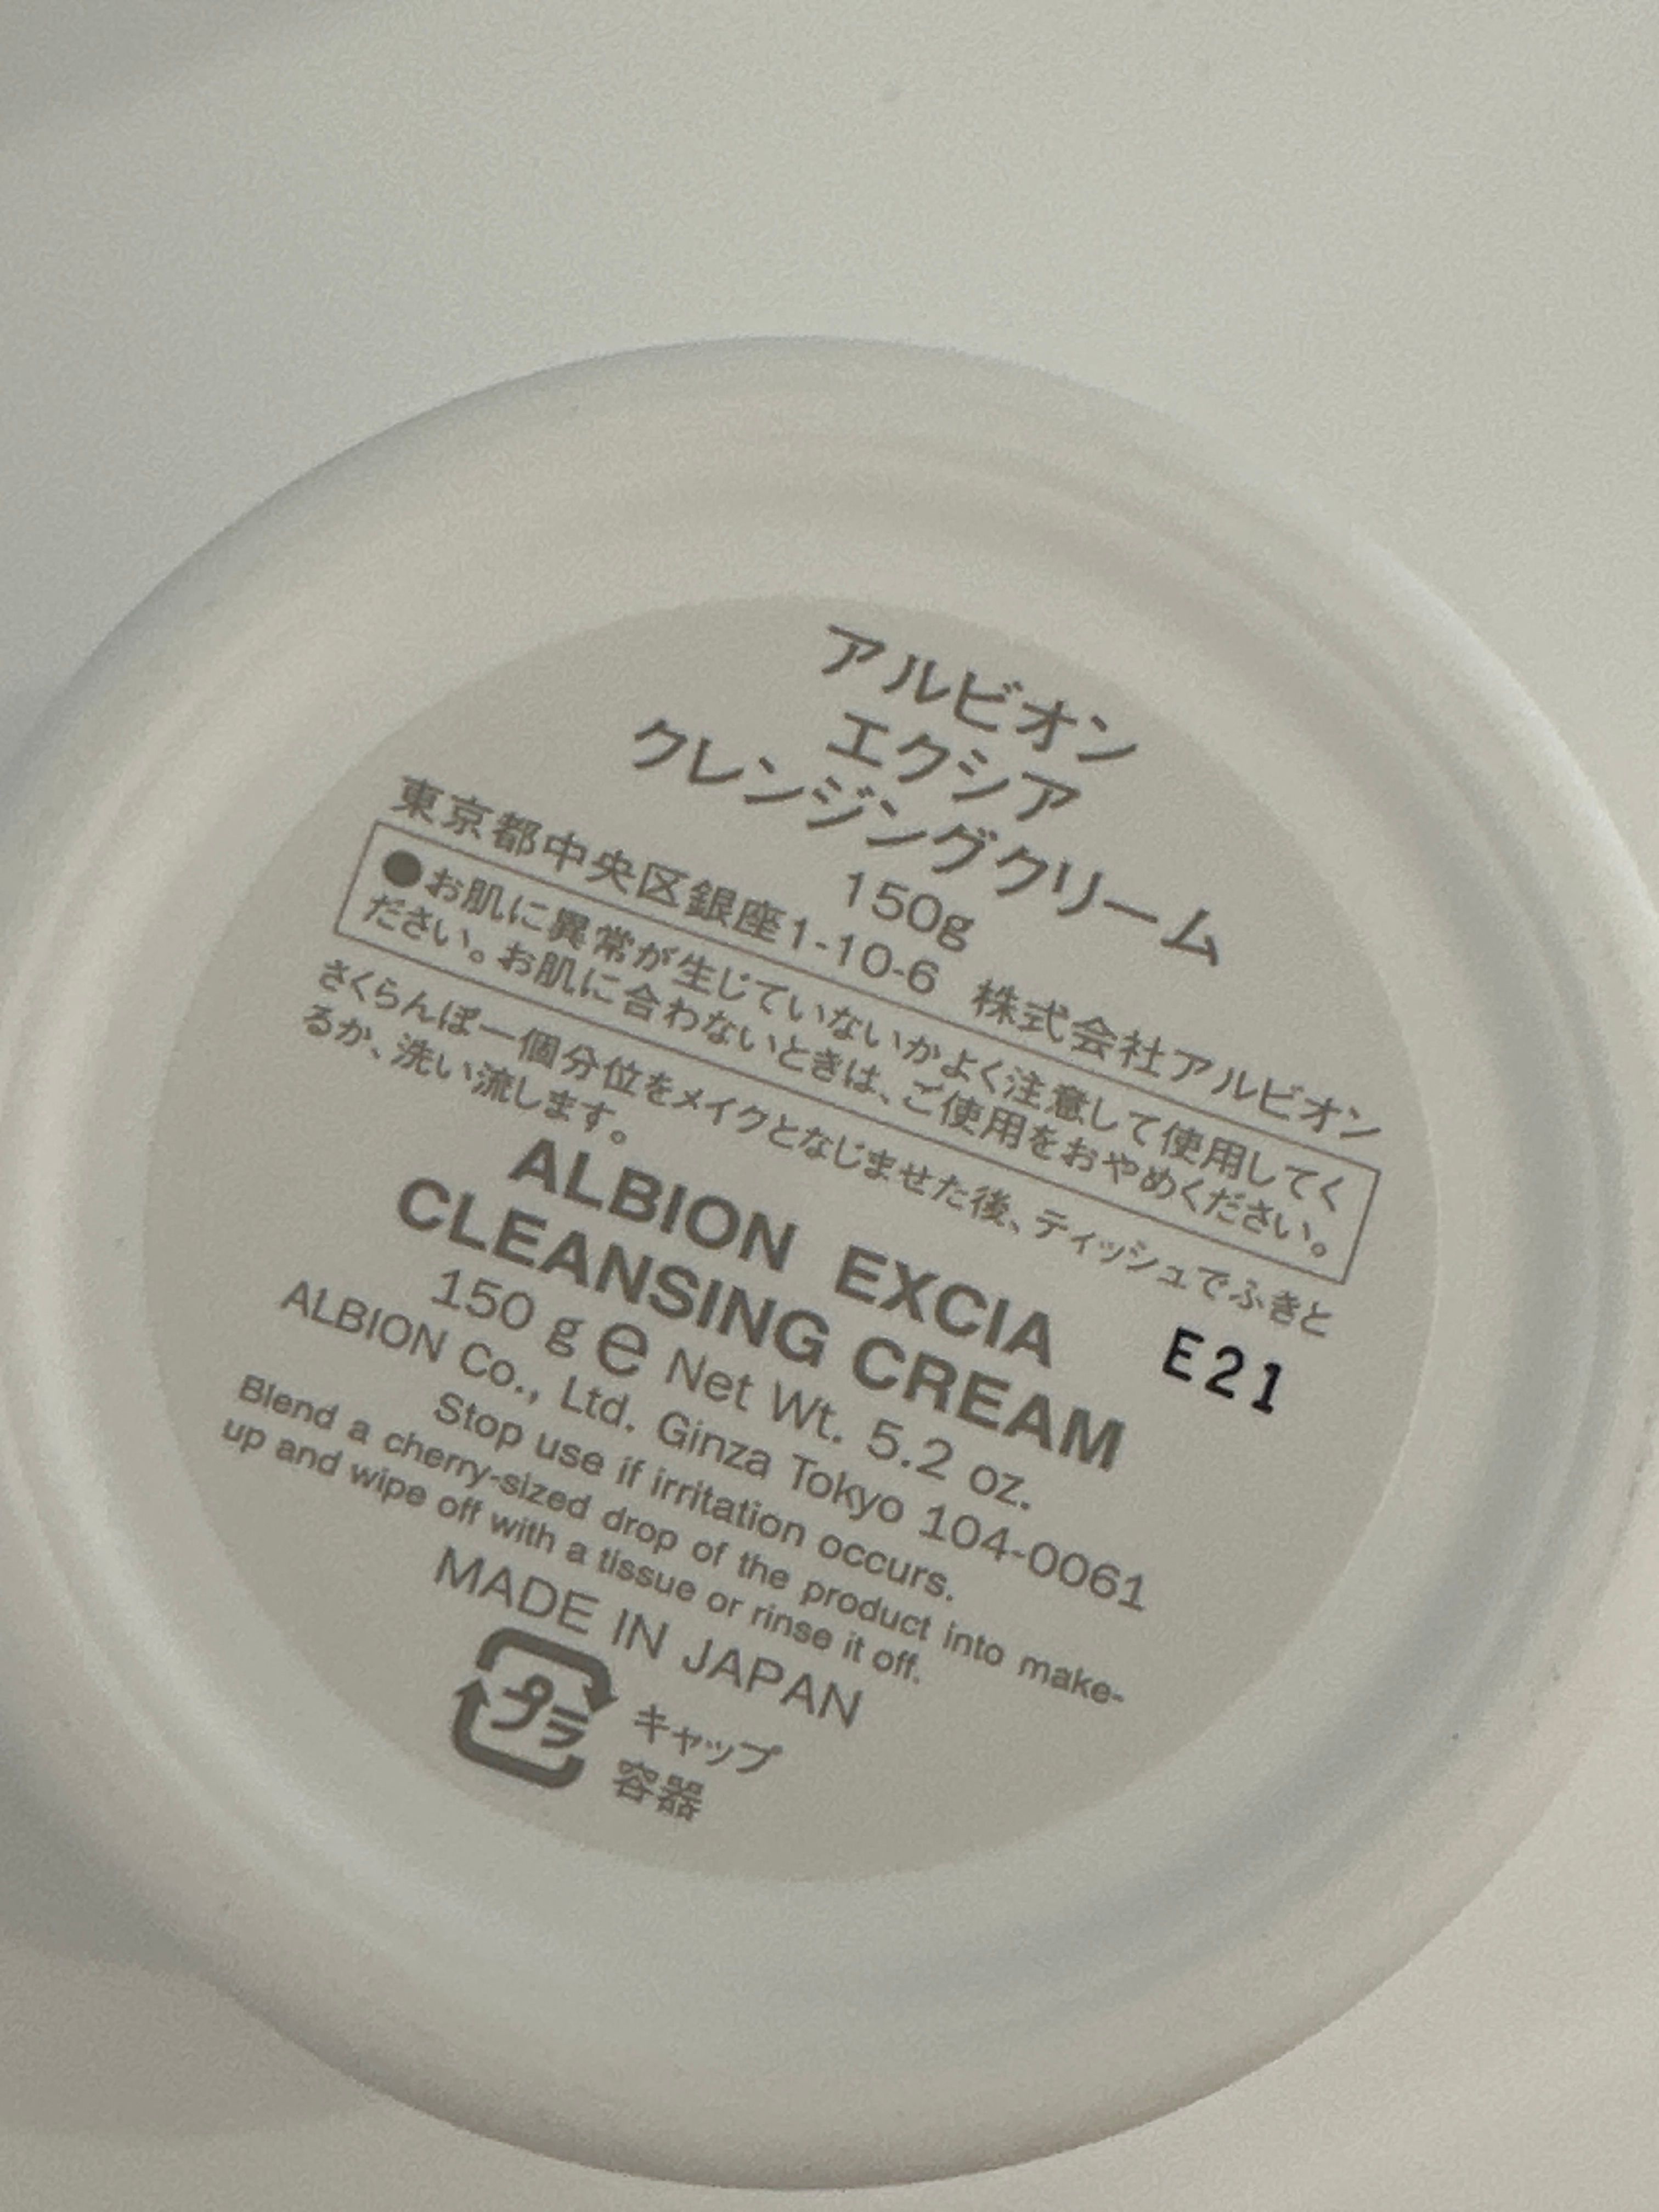 アルビオン
エクシア
クレンジングクリーム
150g
東京都中央区銀座1-10-6 株式会社アルビオン
●お肌に異常が生じていないかよく注意して使用してく
ださい。お肌に合わないときは、ご使用をおやめください。
さくらんぼ一個分位をメイクとなじませた後、ティッシュでふきと
るか、洗い流します。
ALBION EXCIA
CLEANSING CREAM
E21
150 g e Net Wt. 5.2 oz.
ALBION Co., Ltd. Ginza Tokyo 104-0061
Stop use if irritation occurs.
Blend a cherry-sized drop of the product into make-
up and wipe off with a tissue or rinse it off.
MADE IN JAPAN
プラ
キャップ
容器